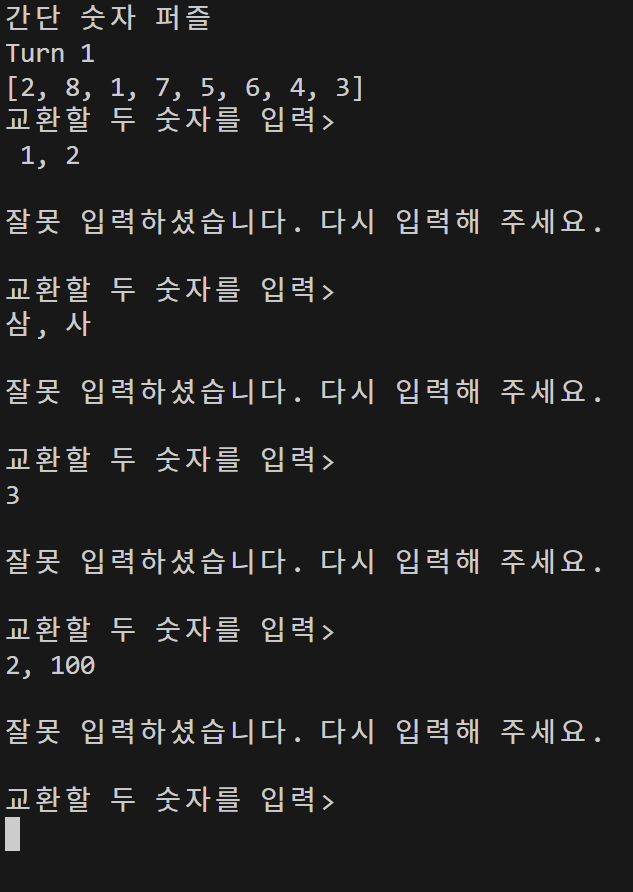 간단 숫자 퍼즐
Turn 1
[2, 8, 1, 7, 5, 6, 4, 3]
교환할 두 숫자를 입력>
1, 2
잘못 입력하셨습니다. 다시 입력해 주세요.
교환할 두 숫자를 입력>
삼, 사
잘못 입력하셨습니다. 다시 입력해 주세요.
교환할 두 숫자를 입력>
3
잘못 입력하셨습니다. 다시 입력해 주세요.
교환할 두 숫자를 입력>
2, 100
잘못 입력하셨습니다. 다시 입력해 주세요.
교환할 두 숫자를 입력>